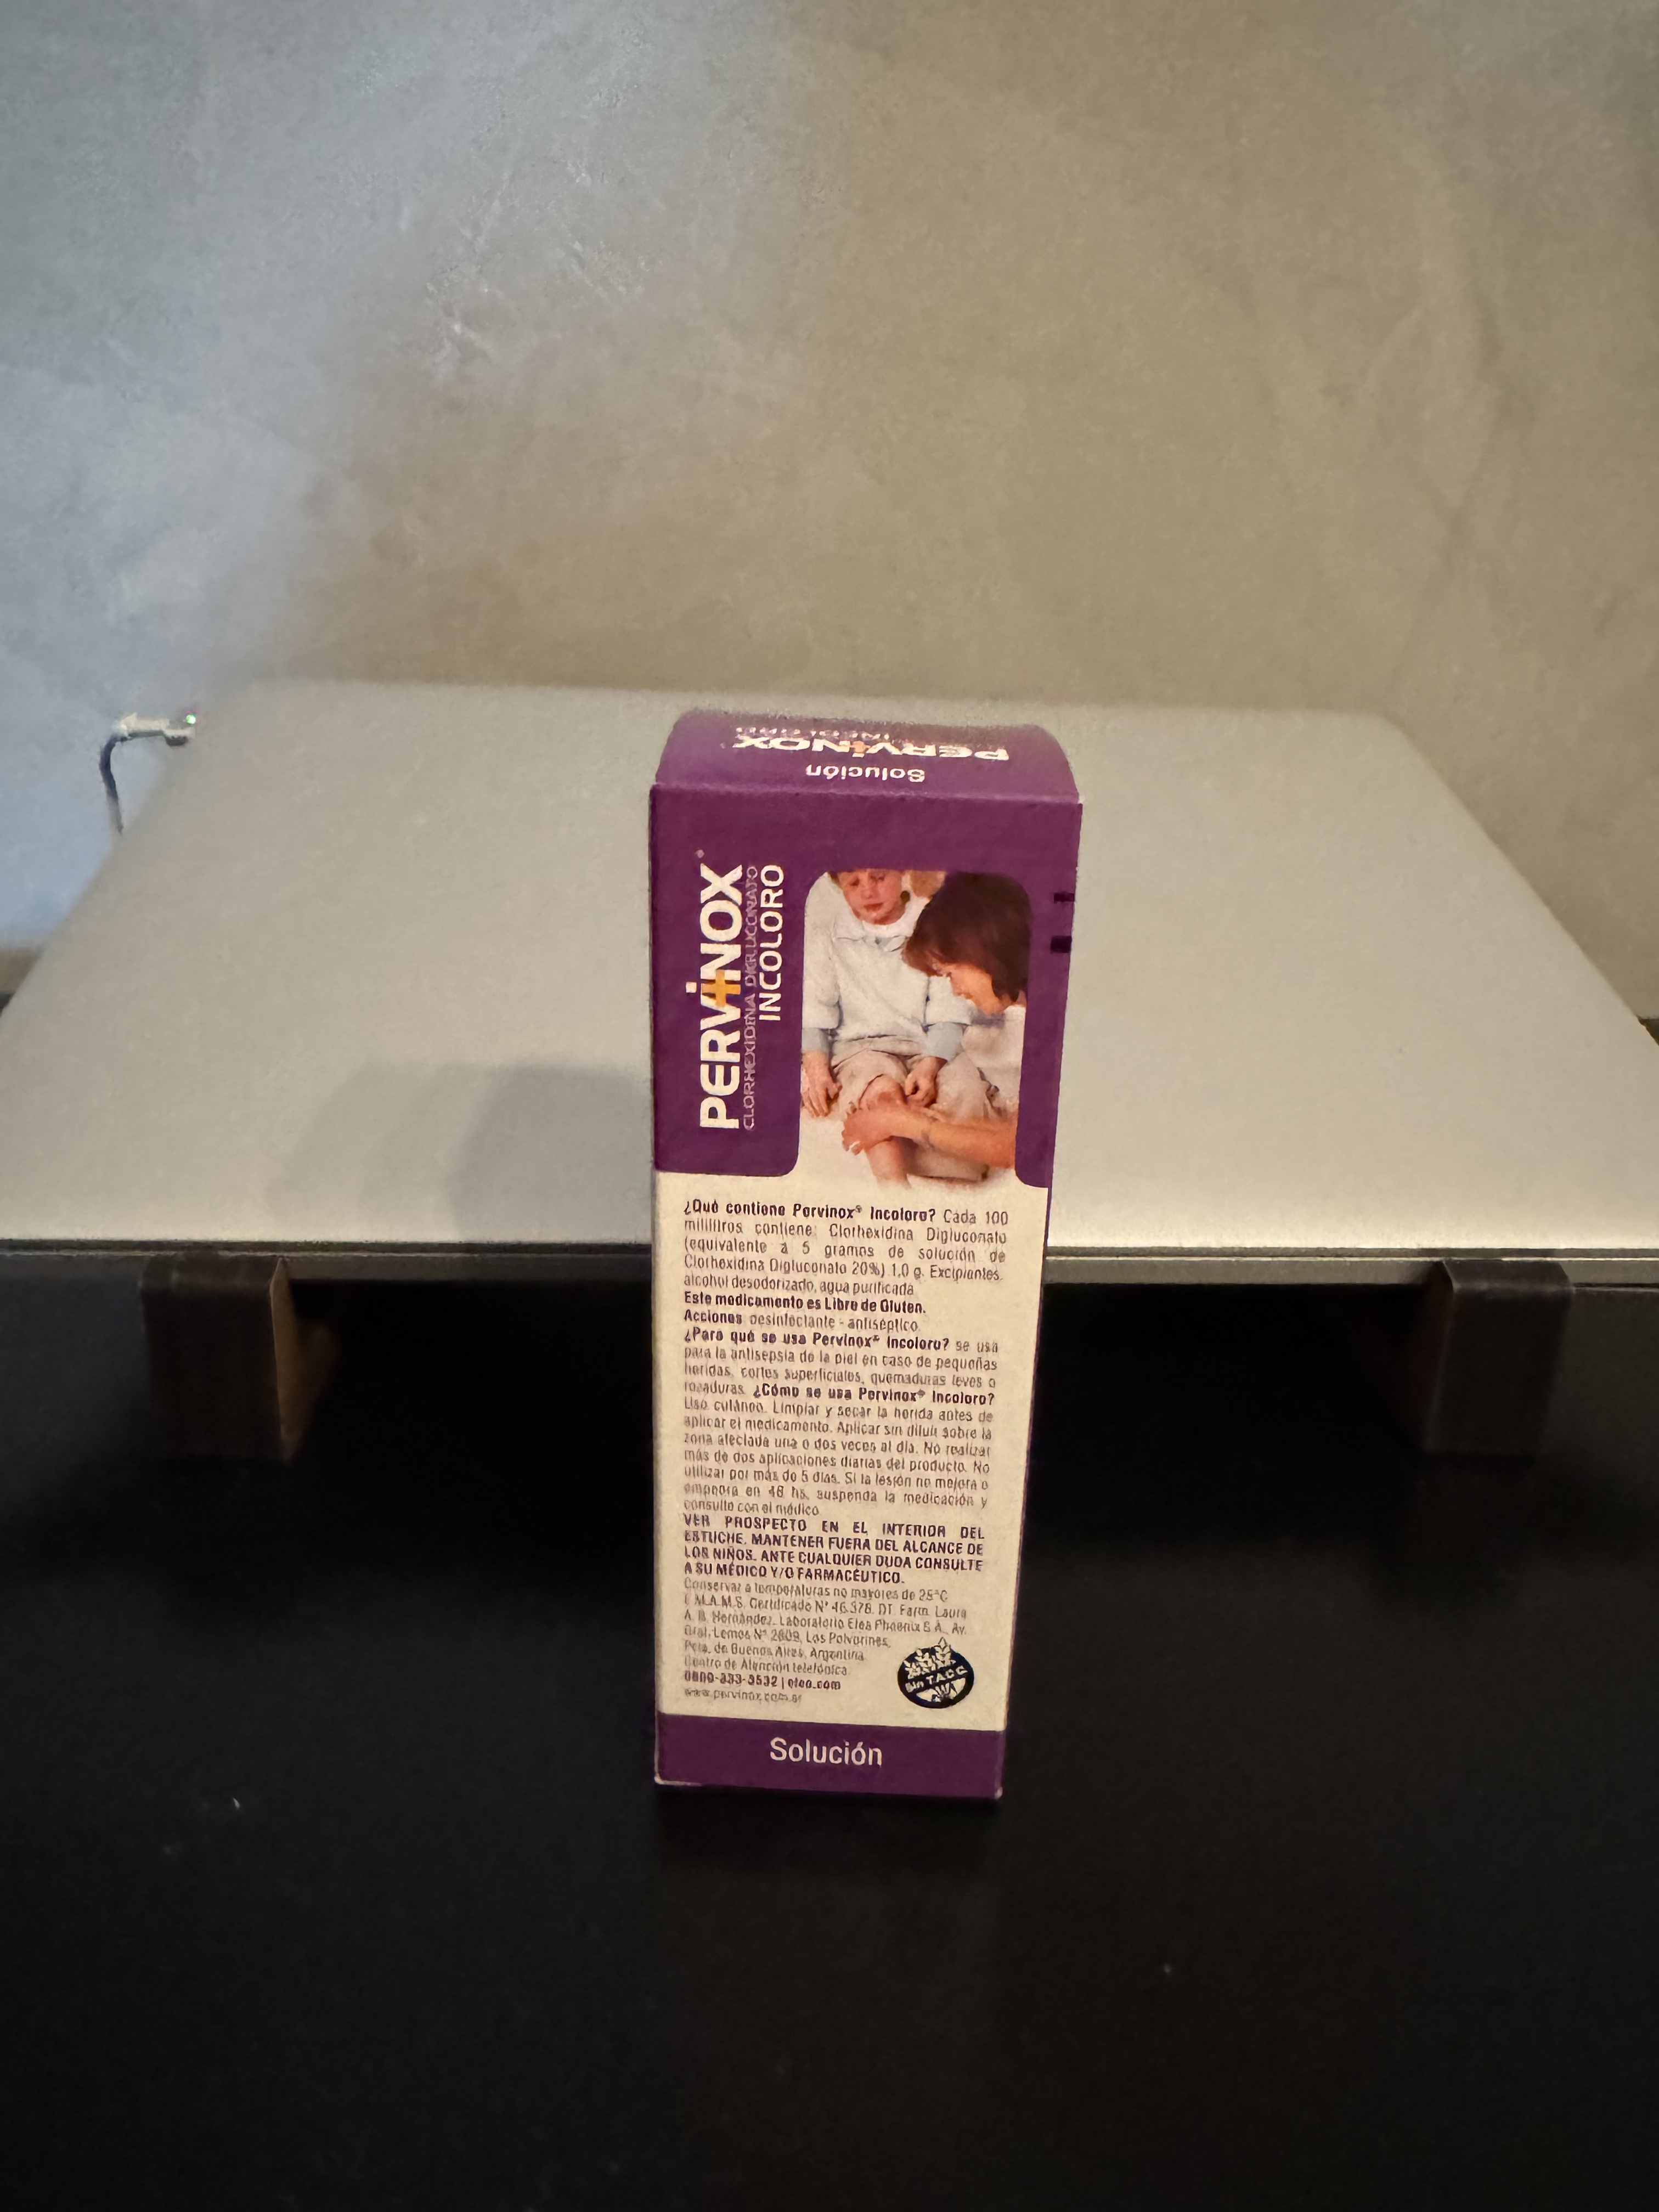 Solución
PERVINOX
INCOLORO
PERVINOX®
CLORHEXIDINA DIGLUCONATO
INCOLORO
¿Qué contiene Pervinox® Incoloro? Cada 100
mililitros contiene: Clorhexidina Digluconato
(equivalente a 5 gramos de solución de
Clorhexidina Digluconato 20%) 1,0 g. Excipientes:
alcohol desodorizado, agua purificada.
Este medicamento es Libre de Gluten.
Acciones: desinfectante - antiséptico.
¿Para qué se usa Pervinox® Incoloro? se usa
para la antisepsia de la piel en caso de pequeñas
heridas, cortes superficiales, quemaduras leves o
rozaduras. ¿Cómo se usa Pervinox® Incoloro?
Uso cutáneo. Limpiar y secar la herida antes de
aplicar el medicamento. Aplicar sin diluir sobre la
zona afectada una o dos veces al día. No realizar
más de dos aplicaciones diarias del producto. No
utilizar por más de 5 días. Si la lesión no mejora o
empeora en 48 hs. suspenda la medicación y
consulte con el médico.
VER PROSPECTO EN EL INTERIOR DEL
ESTUCHE. MANTENER FUERA DEL ALCANCE DE
LOS NIÑOS. ANTE CUALQUIER DUDA CONSULTE
A SU MÉDICO Y/O FARMACÉUTICO.
Conservar a temperaturas no mayores de 25°C.
E.M.A.M.S. Certificado N° 46.378. DT. Farm. Laura
A. B. Hernández. Laboratorio Elea Phoenix S.A., Av.
Gral. Lemos N° 2809, Los Polvorines,
Pcia. de Buenos Aires, Argentina.
Centro de Atención telefónica:
0800-333-3532 | elea.com
www.pervinox.com.ar
Sin T.A.C.C.
Solución